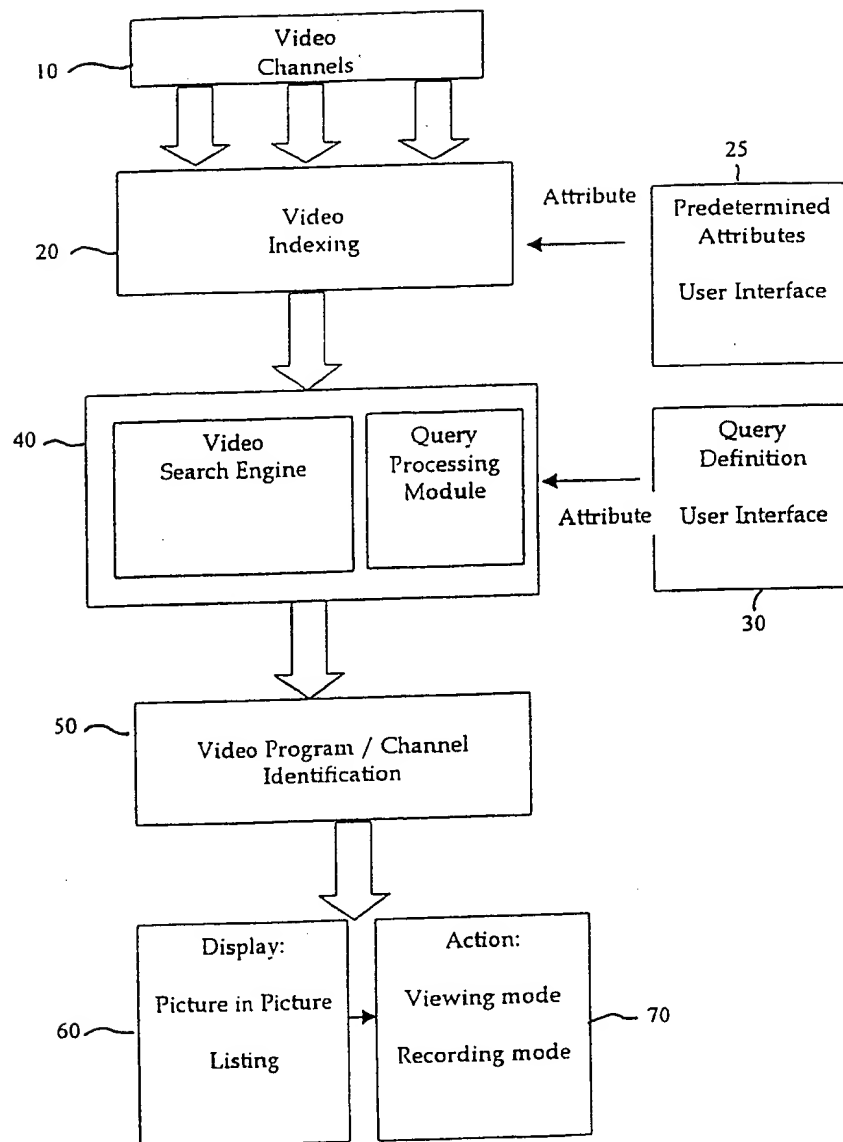 Video
Channels
10
25
Attribute
Predetermined
Attributes
User Interface
Video
Indexing
20
40
Video
Search Engine
Query
Processing
Module
Attribute
Query
Definition
User Interface
30
50
Video Program / Channel
Identification
Display:
Picture in Picture
Listing
60
Action:
Viewing mode
Recording mode
70